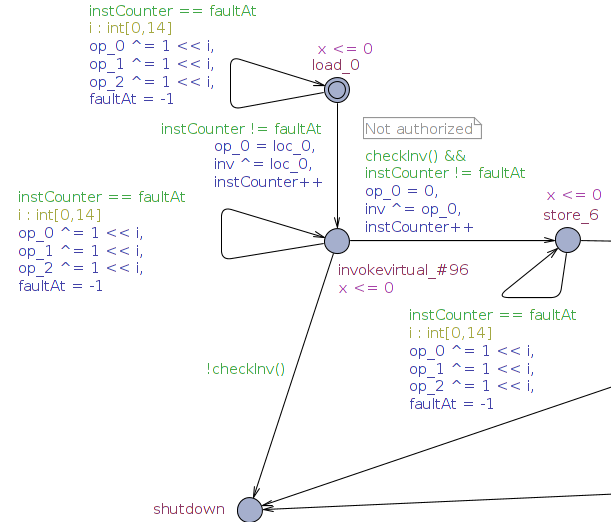 instCounter == faultAt
i : int[0,14]
op_0 ^= 1 << i,
op_1 ^= 1 << i,
op_2 ^= 1 << i,
faultAt = -1
x <= 0
load_0
instCounter != faultAt
op_0 = loc_0,
inv ^= loc_0,
instCounter++
Not authorized
checkInv() &&
instCounter != faultAt
op_0 = 0,
inv ^= op_0,
instCounter++
x <= 0
store_6
instCounter == faultAt
i : int[0,14]
op_0 ^= 1 << i,
op_1 ^= 1 << i,
op_2 ^= 1 << i,
faultAt = -1
invokevirtual_#96
x <= 0
instCounter == faultAt
i : int[0,14]
op_0 ^= 1 << i,
op_1 ^= 1 << i,
op_2 ^= 1 << i,
faultAt = -1
!checkInv()
shutdown